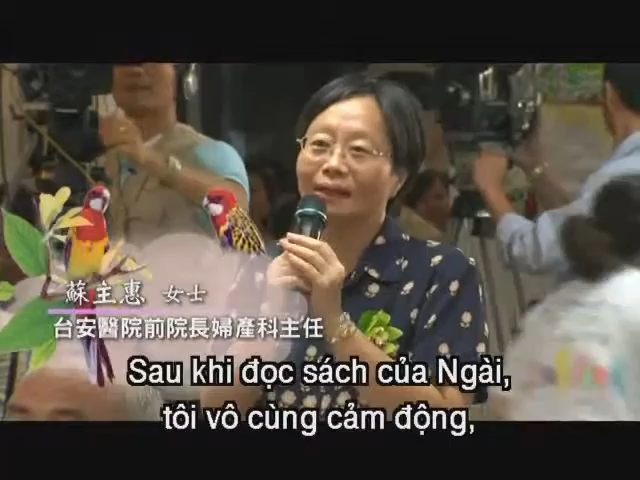 蘇主惠 女士
台安醫院前院長婦產科主任
Sau khi đọc sách của Ngài,
tôi vô cùng cảm động,